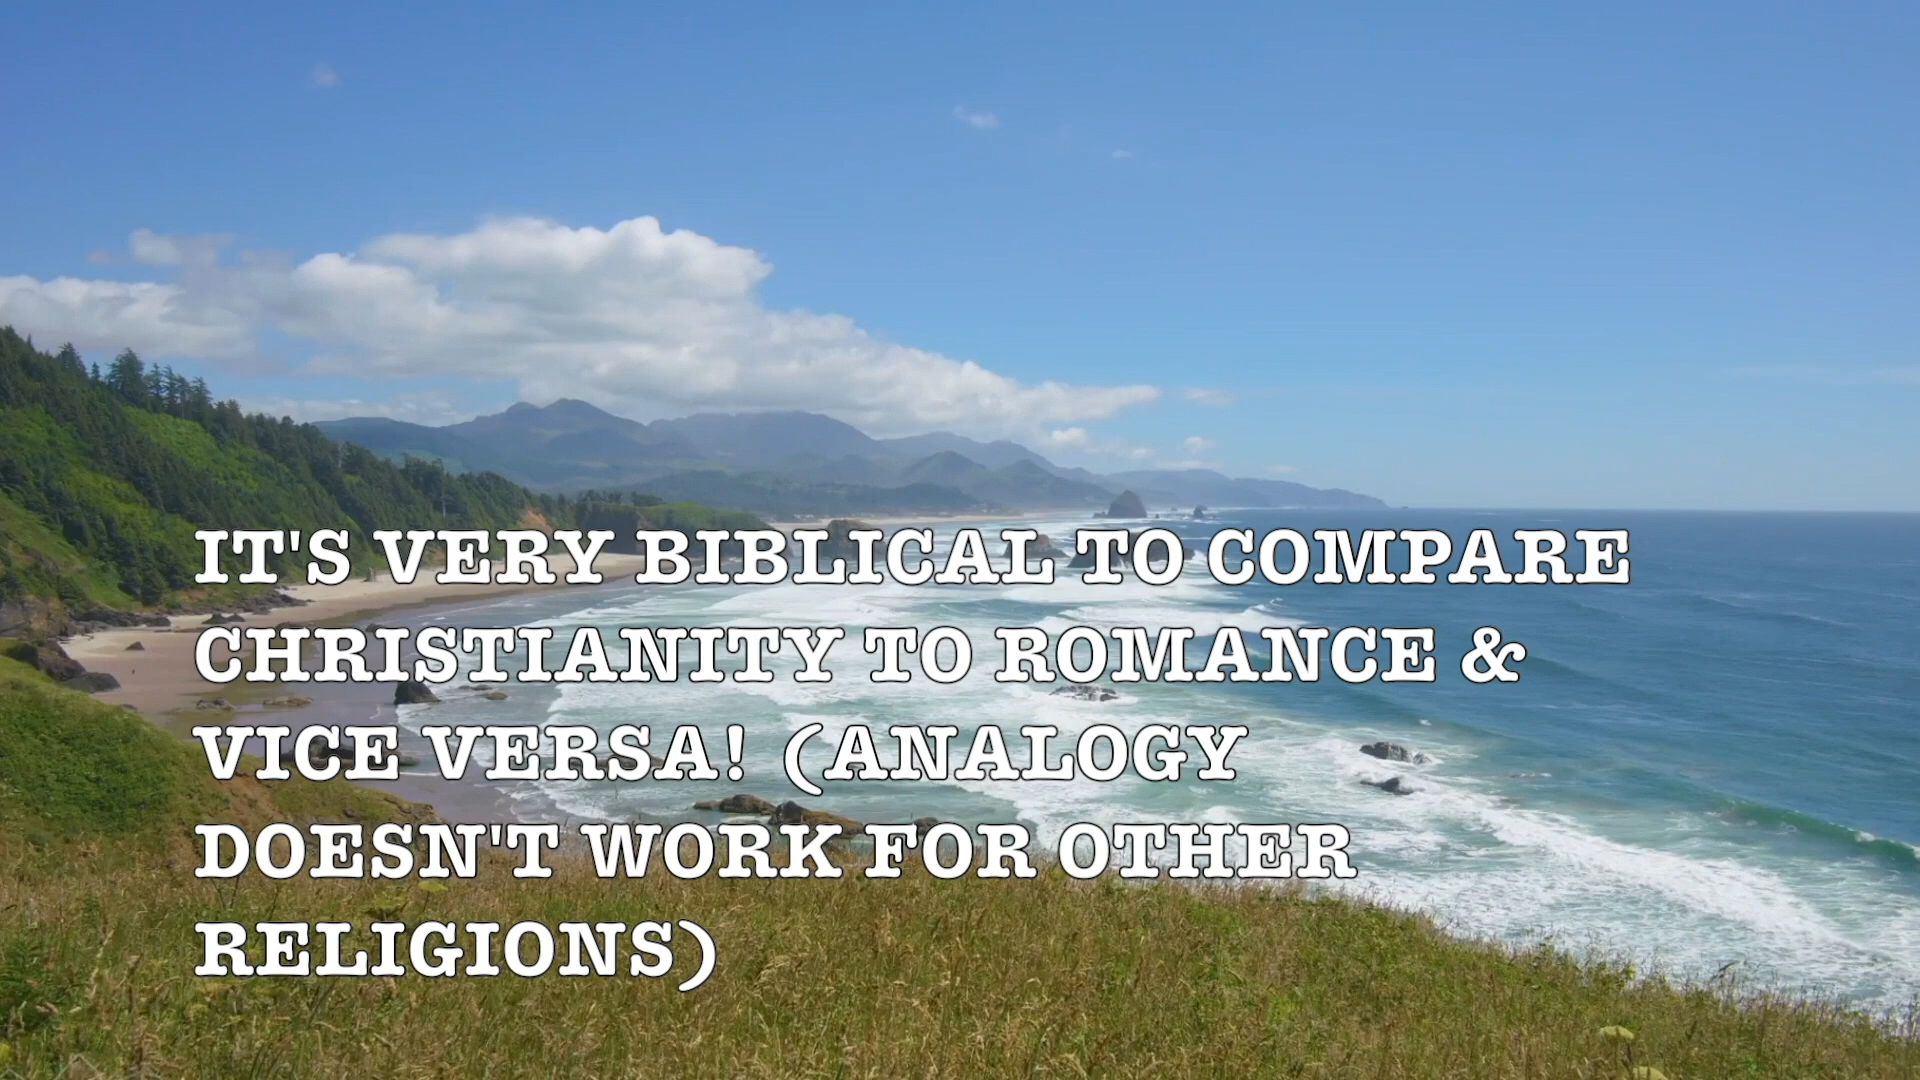 IT'S VERY BIBLICAL TO COMPARE
CHRISTIANITY TO ROMANCE &
VICE VERSA! (ANALOGY
DOESN'T WORK FOR OTHER
RELIGIONS)